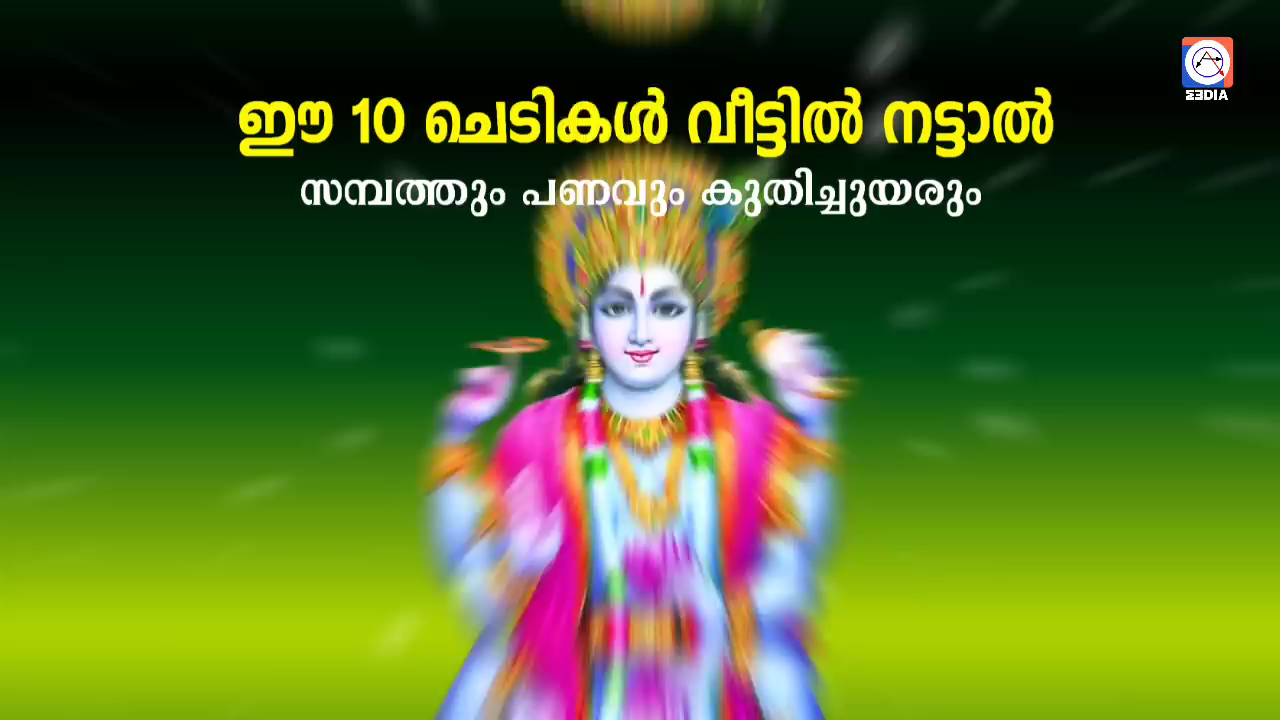 ഈ 10 ചെടികൾ വീട്ടിൽ നട്ടാൽ
സമ്പത്തും പണവും കുതിച്ചുയരും